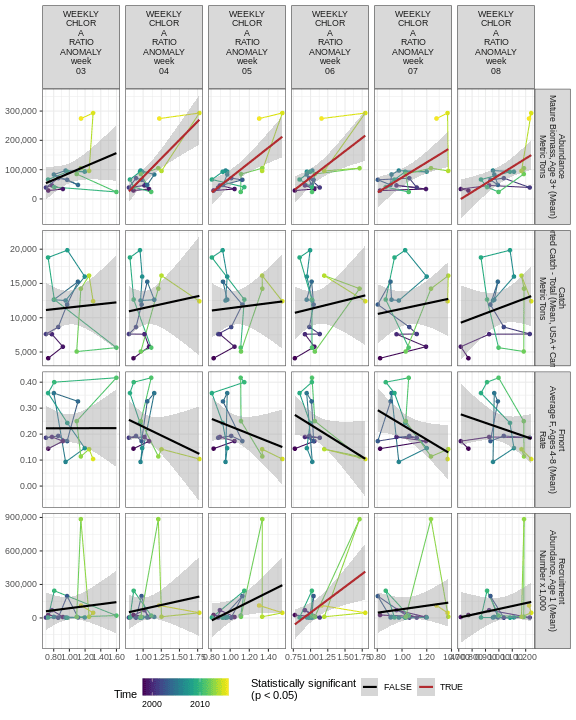 WEEKLY
CHLOR
A
RATIO
ANOMALY
week
03
WEEKLY
CHLOR
A
RATIO
ANOMALY
week
04
WEEKLY
CHLOR
A
RATIO
ANOMALY
week
05
WEEKLY
CHLOR
A
RATIO
ANOMALY
week
06
WEEKLY
CHLOR
A
RATIO
ANOMALY
week
07
WEEKLY
CHLOR
A
RATIO
ANOMALY
week
08
300,000
200,000
100,000
0
Abundance
Mature Biomass, Age 3+ (Mean)
Metric Tons
20,000
15,000
10,000
5,000
Catch
Catch - Total (Mean, USA +
Metric Tons
0.40
0.30
0.20
0.10
0.00
Fmort
Average F, Ages 4-8 (Mean)
Rate
900,000
600,000
300,000
0
Recruitment
Abundance, Age 1 (Mean)
Number x 1,000
0.80 1.00 1.20 1.40 1.60
1.00 1.25 1.50 1.75
0.80 1.00 1.20 1.40
0.75 1.00 1.25 1.50 1.75
0.80 1.00 1.20
Time
2000 2010
Statistically significant
(p < 0.05)
FALSE
TRUE